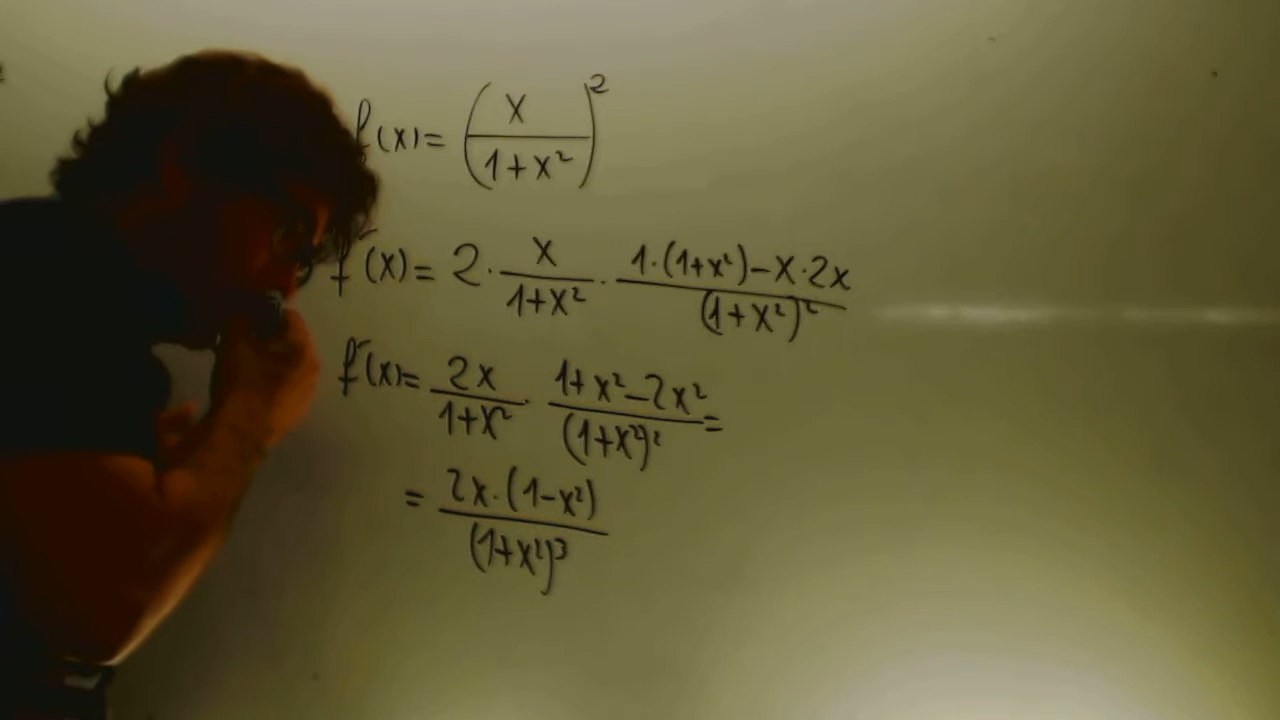 f(x) = (x / (1+x²))²
f'(x) = 2 · x / (1+x²) · (1·(1+x²) – x·2x) / (1+x²)²
f'(x) = 2x / (1+x²) · (1+x²–2x²) / (1+x²)² =
= 2x·(1–x²) / (1+x²)³